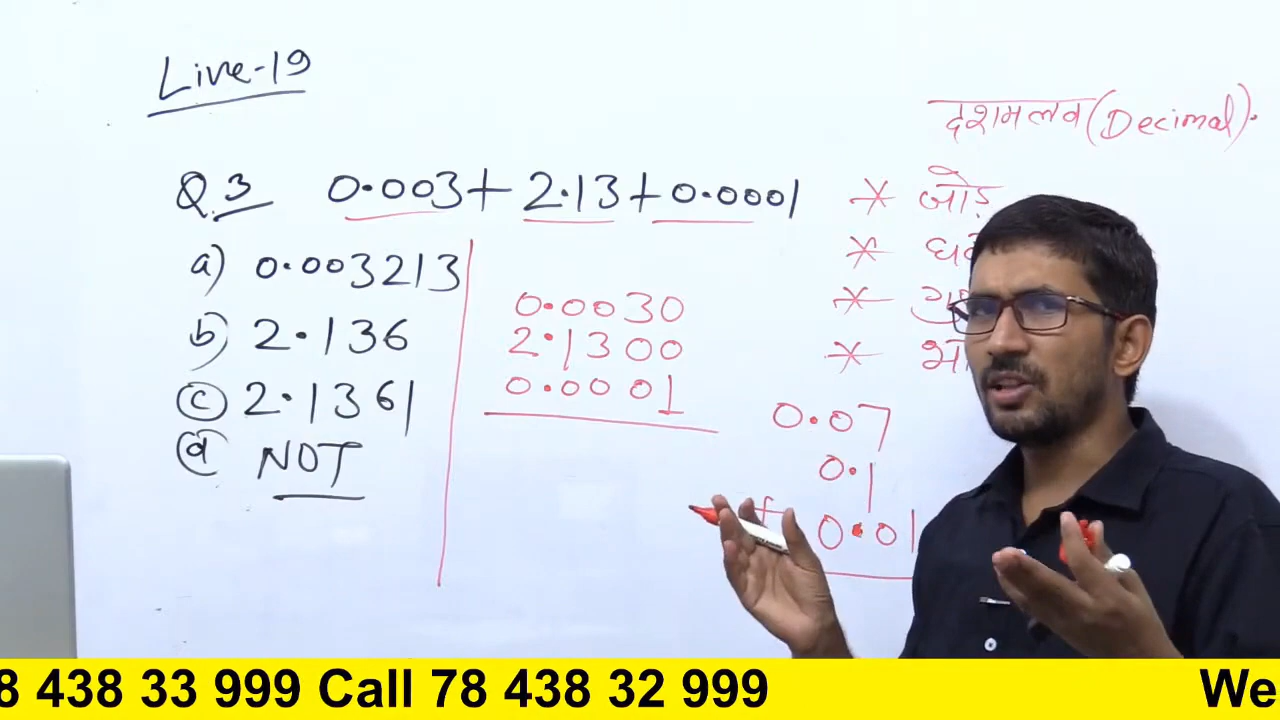 Live-19
दशमलव (Decimal).
Q.3 0.003+ 2.13 +0.0001
a) 0.003213
b) 2.136
c) 2.1361
d) NOT
0.0030
2.1300
0.0001
* जोड़
*
*
*
0.07
0.1
+ 0.01
8 438 33 999 Call 78 438 32 999 We